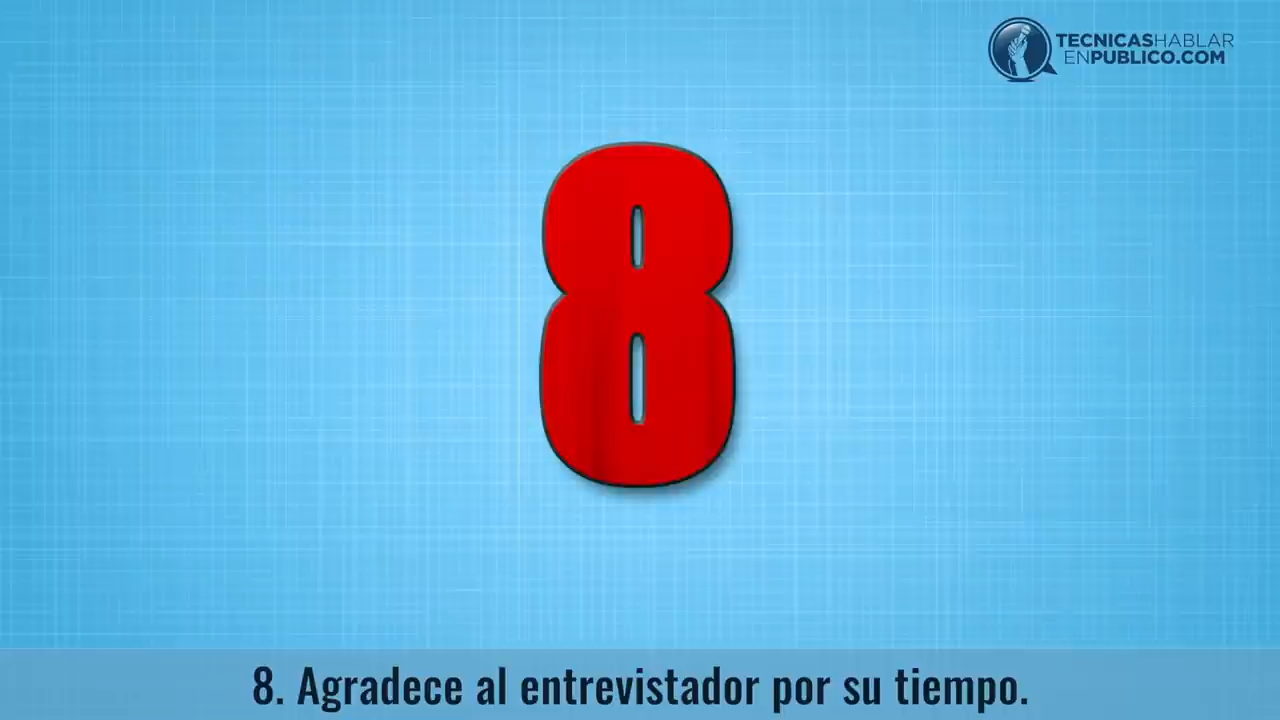 TECNICASHABLAR
ENPUBLICO.COM
8
8. Agradece al entrevistador por su tiempo.